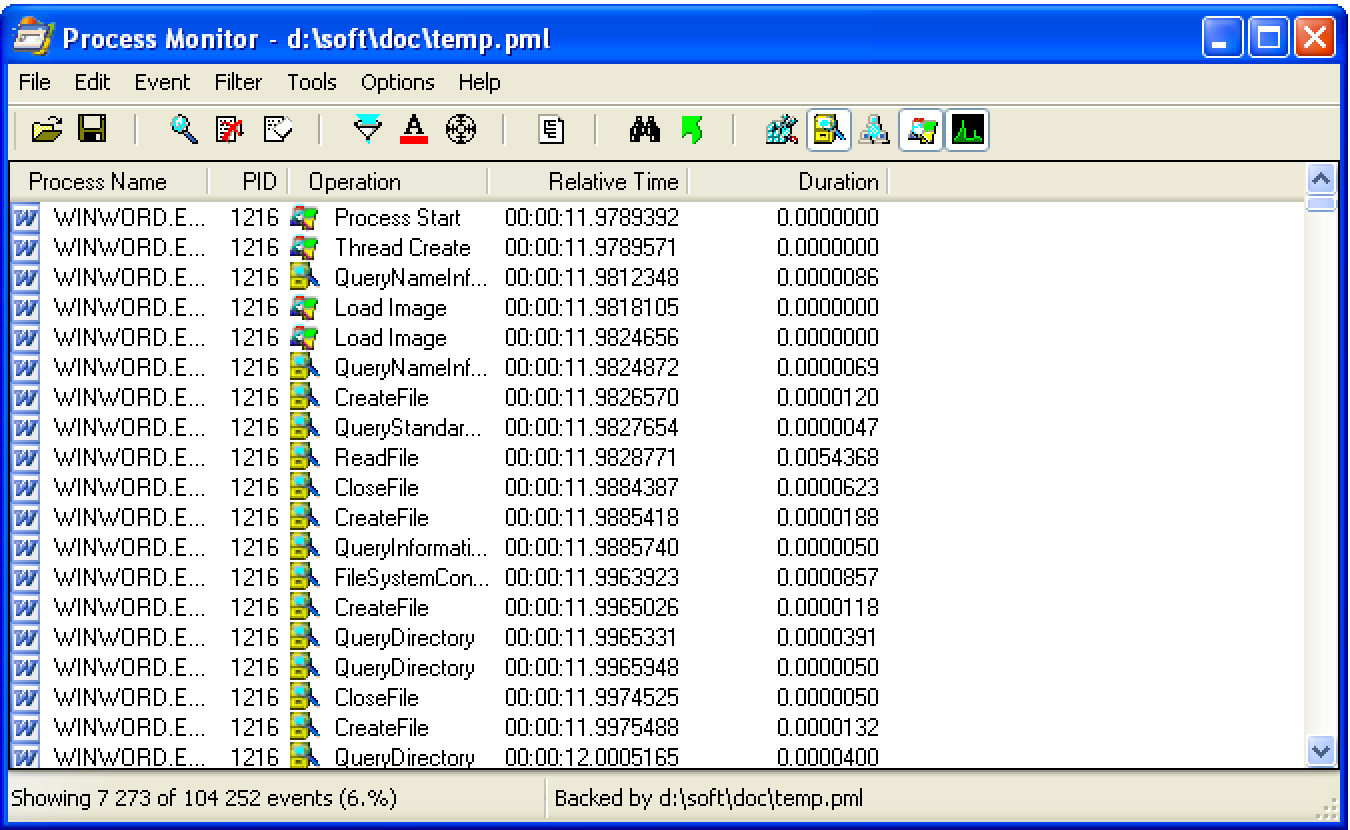 Process Monitor - d:\soft\doc\temp.pml
File Edit Event Filter Tools Options Help
Process Name PID Operation Relative Time Duration
WINWORD.E... 1216 Process Start 00:00:11.9789392 0.0000000
WINWORD.E... 1216 Thread Create 00:00:11.9789571 0.0000000
WINWORD.E... 1216 QueryNameInf... 00:00:11.9812348 0.0000086
WINWORD.E... 1216 Load Image 00:00:11.9818105 0.0000000
WINWORD.E... 1216 Load Image 00:00:11.9824656 0.0000000
WINWORD.E... 1216 QueryNameInf... 00:00:11.9824872 0.0000069
WINWORD.E... 1216 CreateFile 00:00:11.9826570 0.0000120
WINWORD.E... 1216 QueryStandar... 00:00:11.9827654 0.0000047
WINWORD.E... 1216 ReadFile 00:00:11.9828771 0.0054368
WINWORD.E... 1216 CloseFile 00:00:11.9884387 0.0000623
WINWORD.E... 1216 CreateFile 00:00:11.9885418 0.0000188
WINWORD.E... 1216 QueryInformati... 00:00:11.9885740 0.0000050
WINWORD.E... 1216 FileSystemCon... 00:00:11.9963923 0.0000857
WINWORD.E... 1216 CreateFile 00:00:11.9965026 0.0000118
WINWORD.E... 1216 QueryDirectory 00:00:11.9965331 0.0000391
WINWORD.E... 1216 QueryDirectory 00:00:11.9965948 0.0000050
WINWORD.E... 1216 CloseFile 00:00:11.9974525 0.0000050
WINWORD.E... 1216 CreateFile 00:00:11.9975488 0.0000132
WINWORD.E... 1216 QueryDirectory 00:00:12.0005165 0.0000400
Showing 7 273 of 104 252 events (6.%) Backed by d:\soft\doc\temp.pml